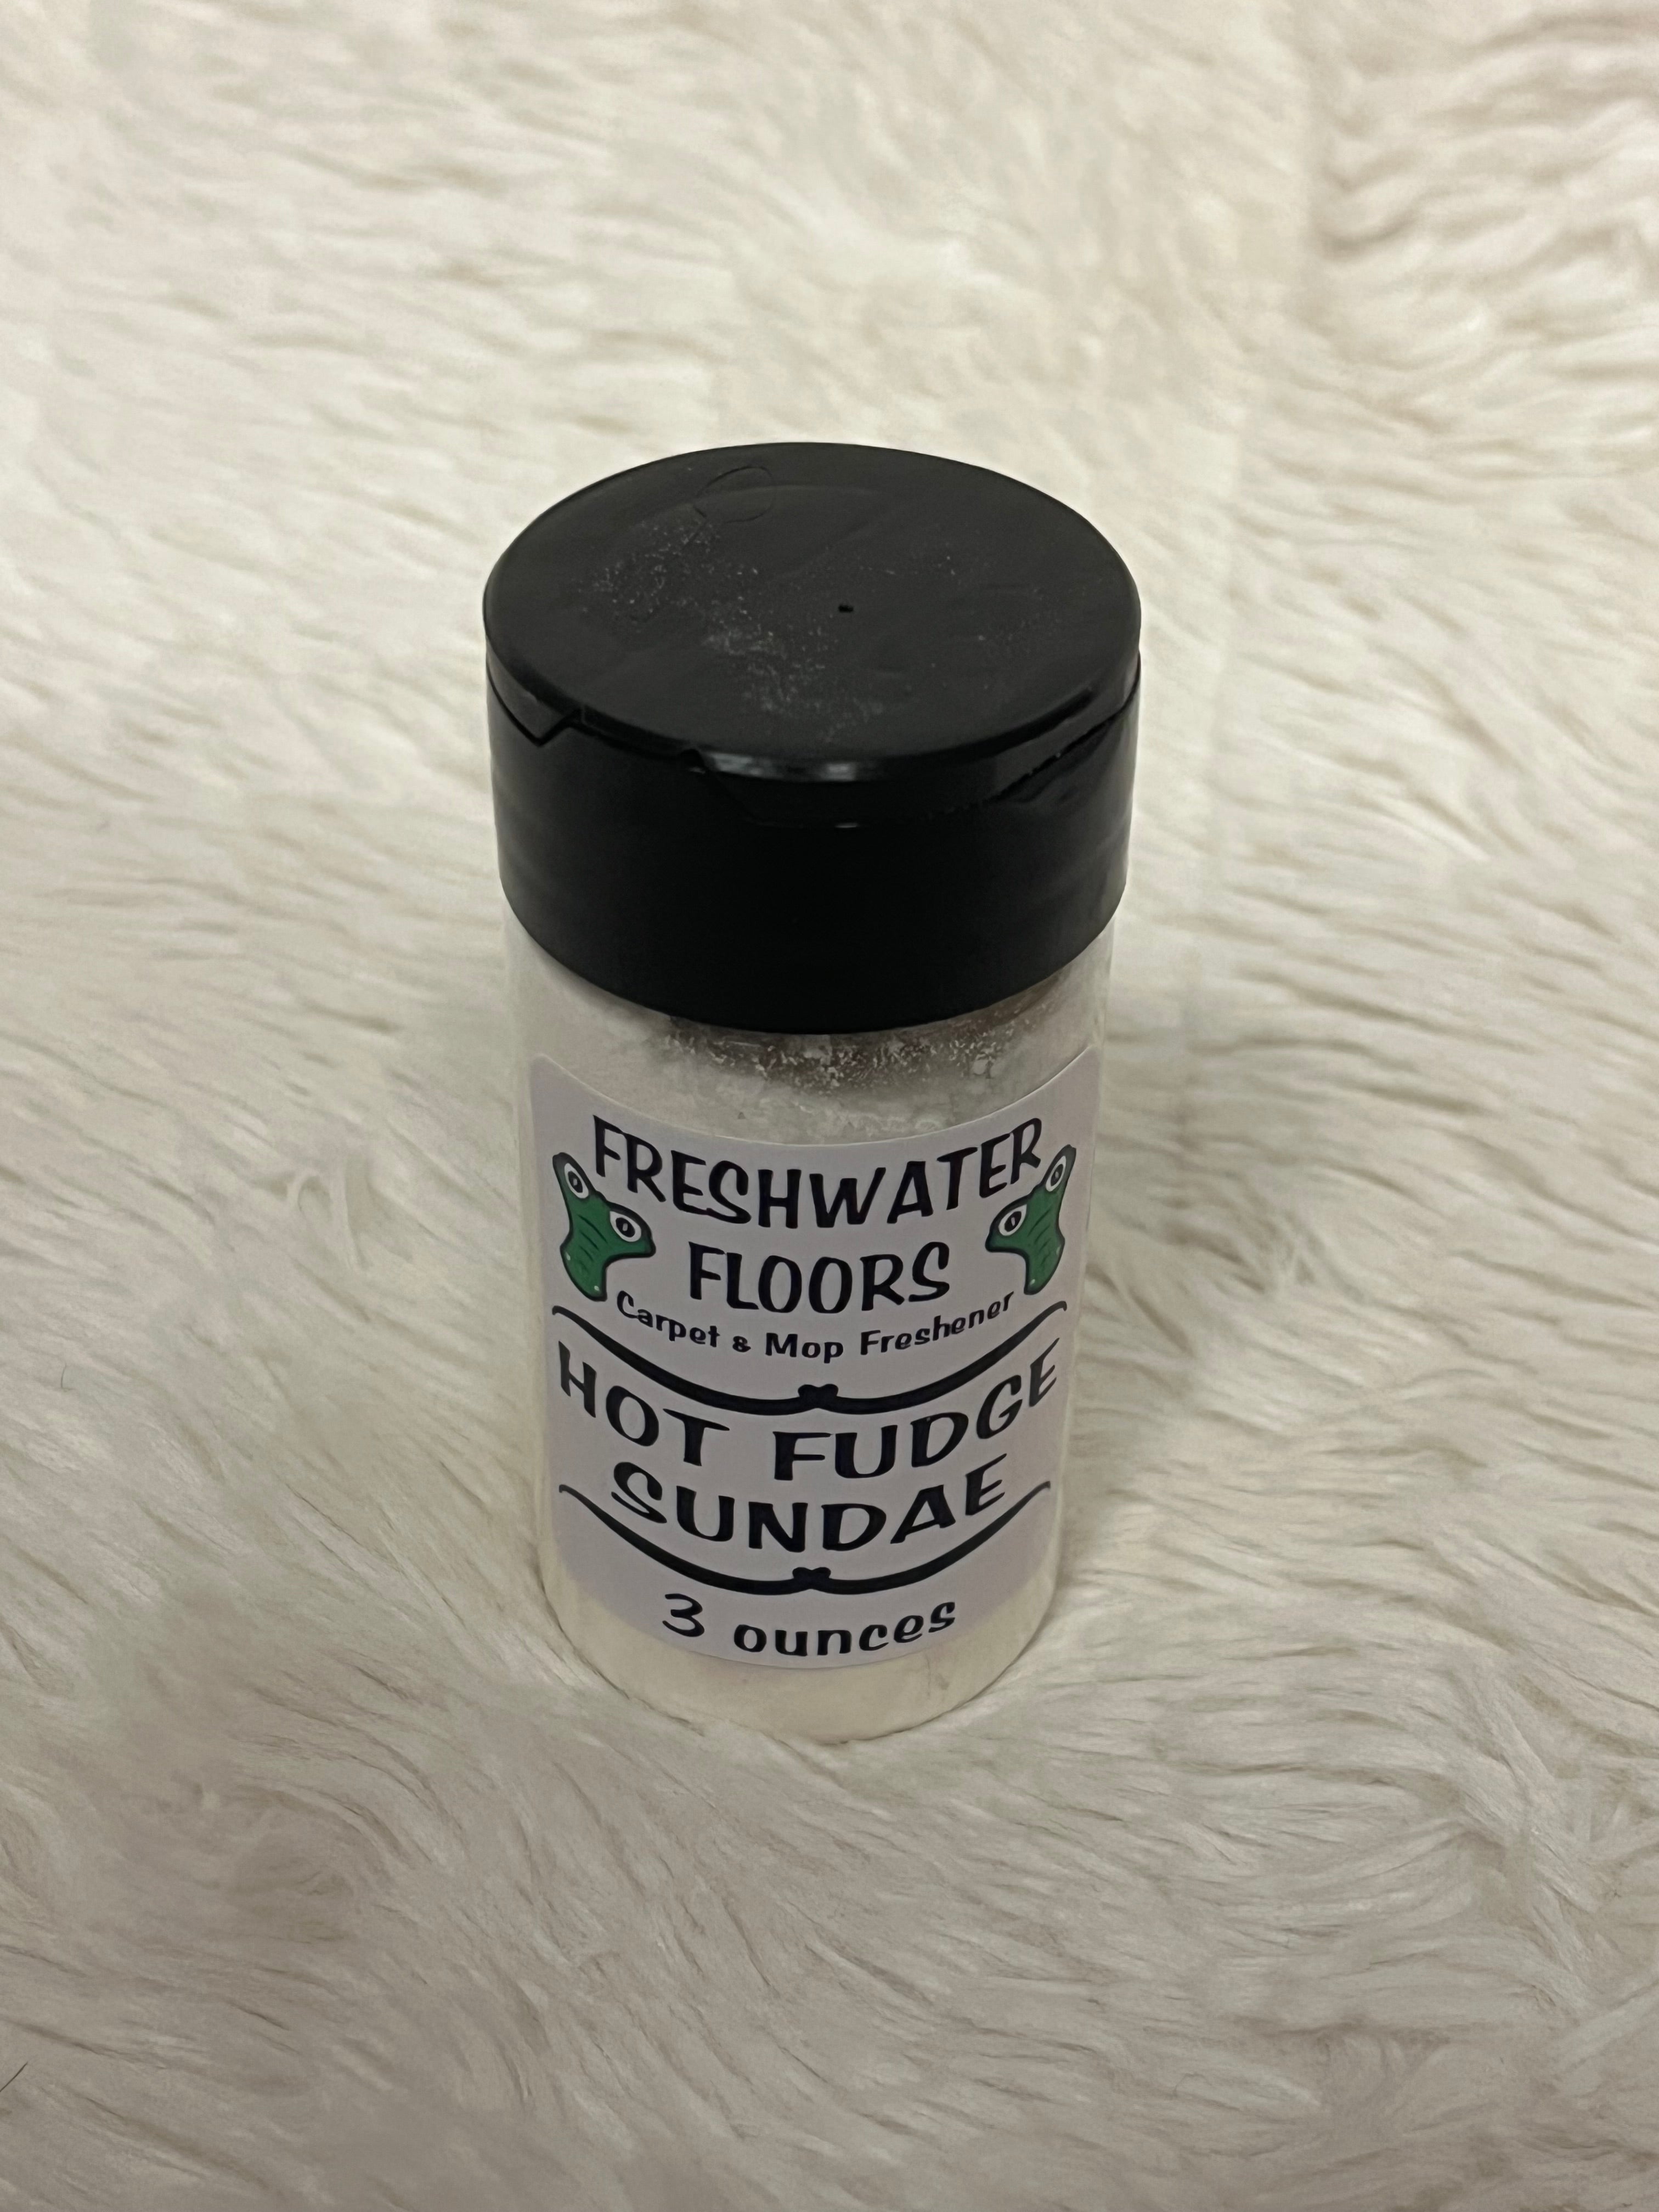 FRESHWATER
FLOORS
Carpet & Mop Freshener
HOT FUDGE
SUNDAE
3 ounces